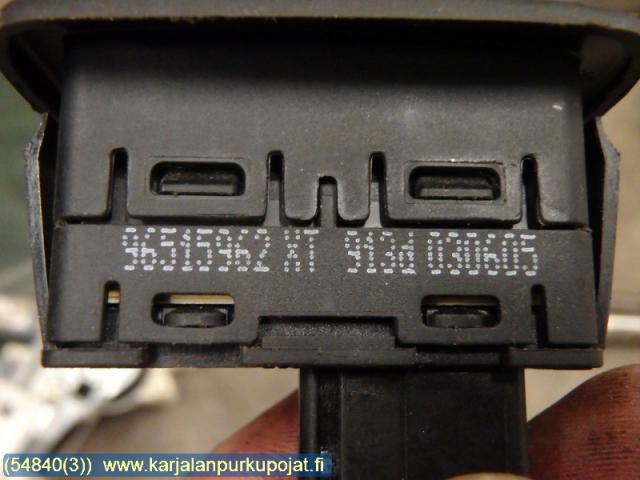 96515962 XT 913d 030605
(54840(3)) www.karjalanpurkupojat.fi